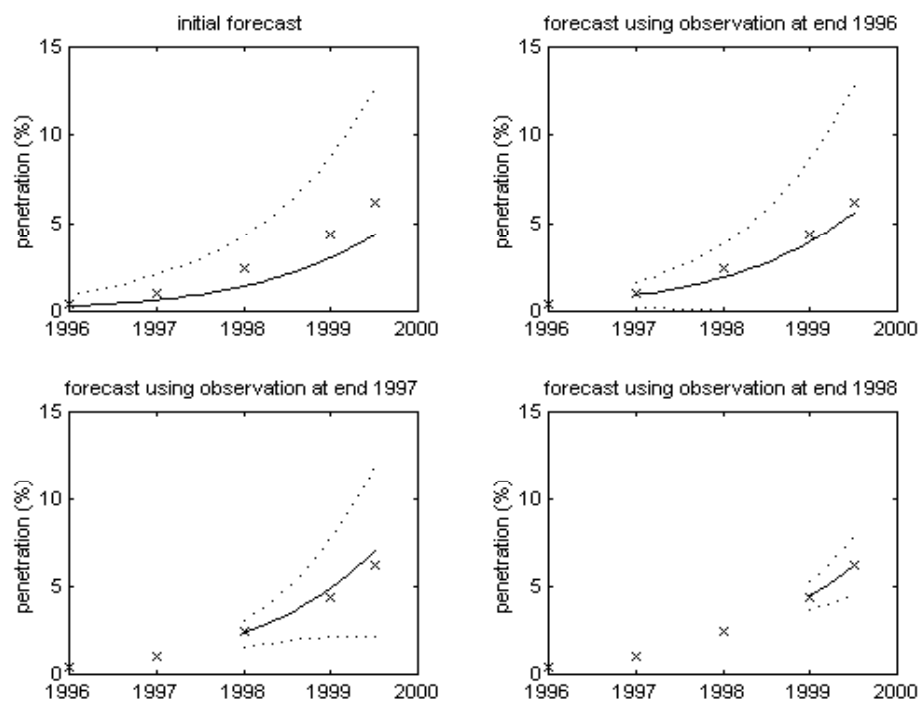 initial forecast
15
10
5
0
penetration (%)
1996 1997 1998 1999 2000
forecast using observation at end 1996
15
10
5
0
penetration (%)
1996 1997 1998 1999 2000
forecast using observation at end 1997
15
10
5
0
penetration (%)
1996 1997 1998 1999 2000
forecast using observation at end 1998
15
10
5
0
penetration (%)
1996 1997 1998 1999 2000